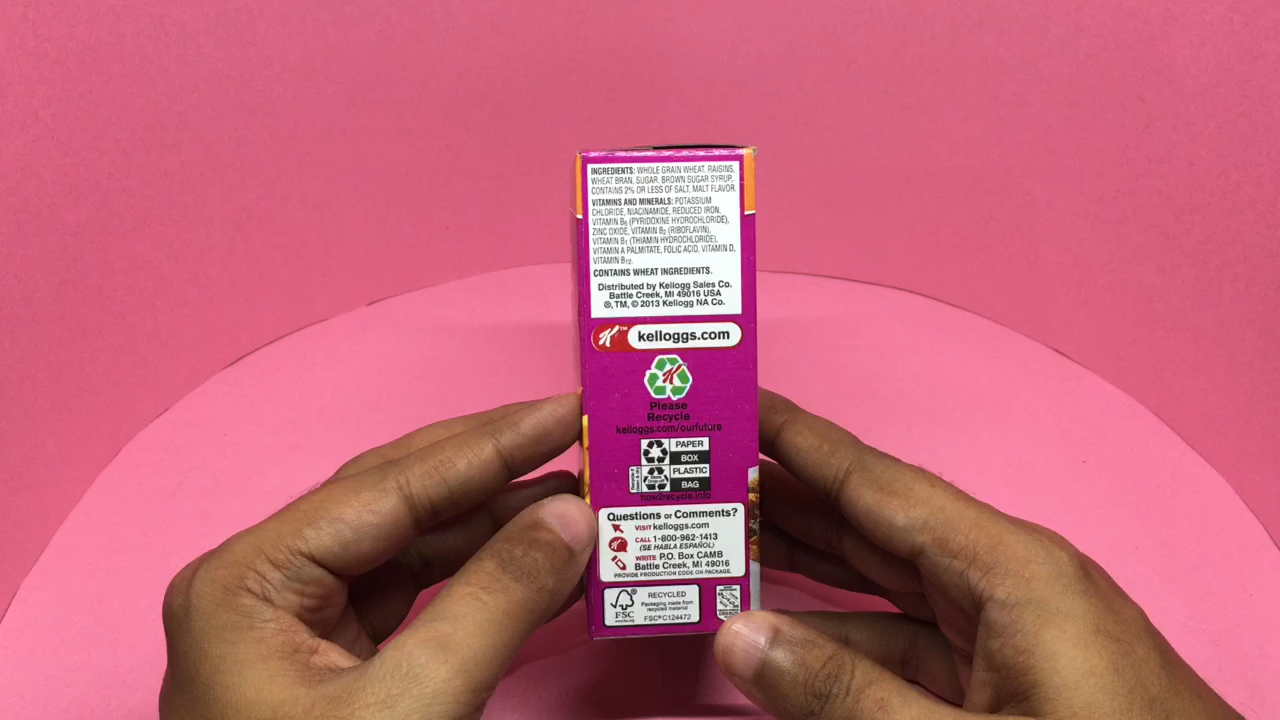 INGREDIENTS: WHOLE GRAIN WHEAT, RAISINS,
WHEAT BRAN, SUGAR, BROWN SUGAR SYRUP,
CONTAINS 2% OR LESS OF SALT, MALT FLAVOR.
VITAMINS AND MINERALS: POTASSIUM
CHLORIDE, NIACINAMIDE, REDUCED IRON,
VITAMIN B6 (PYRIDOXINE HYDROCHLORIDE),
ZINC OXIDE, VITAMIN B2 (RIBOFLAVIN),
VITAMIN B1 (THIAMIN HYDROCHLORIDE),
VITAMIN A PALMITATE, FOLIC ACID, VITAMIN D,
VITAMIN B12.
CONTAINS WHEAT INGREDIENTS.
Distributed by Kellogg Sales Co.
Battle Creek, MI 49016 USA
®, TM, © 2013 Kellogg NA Co.
K™ kelloggs.com
K
Please
Recycle
kelloggs.com/ourfuture
PAPER
BOX
PLASTIC
BAG
how2recycle.info
Questions or Comments?
VISIT kelloggs.com
CALL 1-800-962-1413
(SE HABLA ESPAÑOL)
WRITE P.O. Box CAMB
Battle Creek, MI 49016
PROVIDE PRODUCTION CODE ON PACKAGE.
FSC®
RECYCLED
Packaging made from
recycled material
FSC® C124472